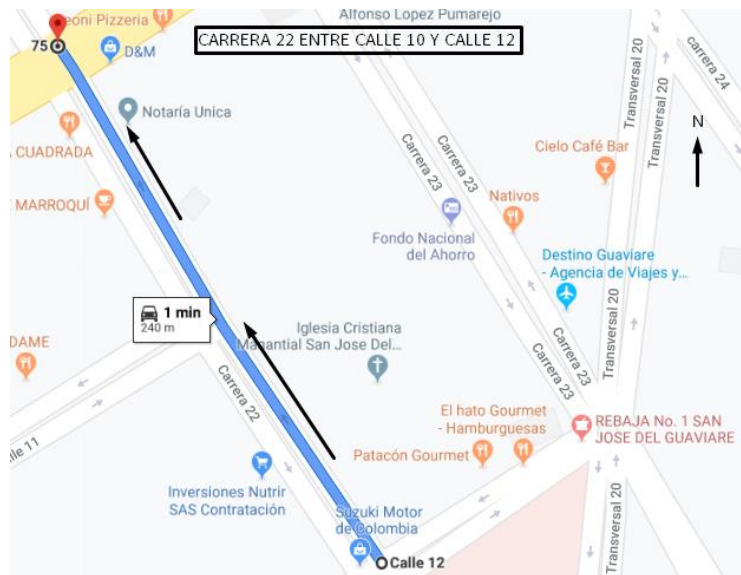 eoni Pizzeria
Alfonso Lopez Pumarejo
75
D&M
CARRERA 22 ENTRE CALLE 10 Y CALLE 12
carrera 24
Transversal 20
Transversal 20
Notaría Unica
N
CUADRADA
Carrera 23
Carrera 23
Cielo Café Bar
MARROQUÍ
Nativos
Fondo Nacional
del Ahorro
Destino Guaviare
- Agencia de Viajes y...
1 min
240 m
Iglesia Cristiana
Manantial San Jose Del...
Transversal 20
DAME
Carrera 22
Carrera 23
Carrera 23
El hato Gourmet
- Hamburguesas
REBAJA No. 1 SAN
JOSE DEL GUAVIARE
alle 11
Patacón Gourmet
Inversiones Nutrir
SAS Contratación
Suzuki Motor
de Colombia
Transversal 20
Calle 12